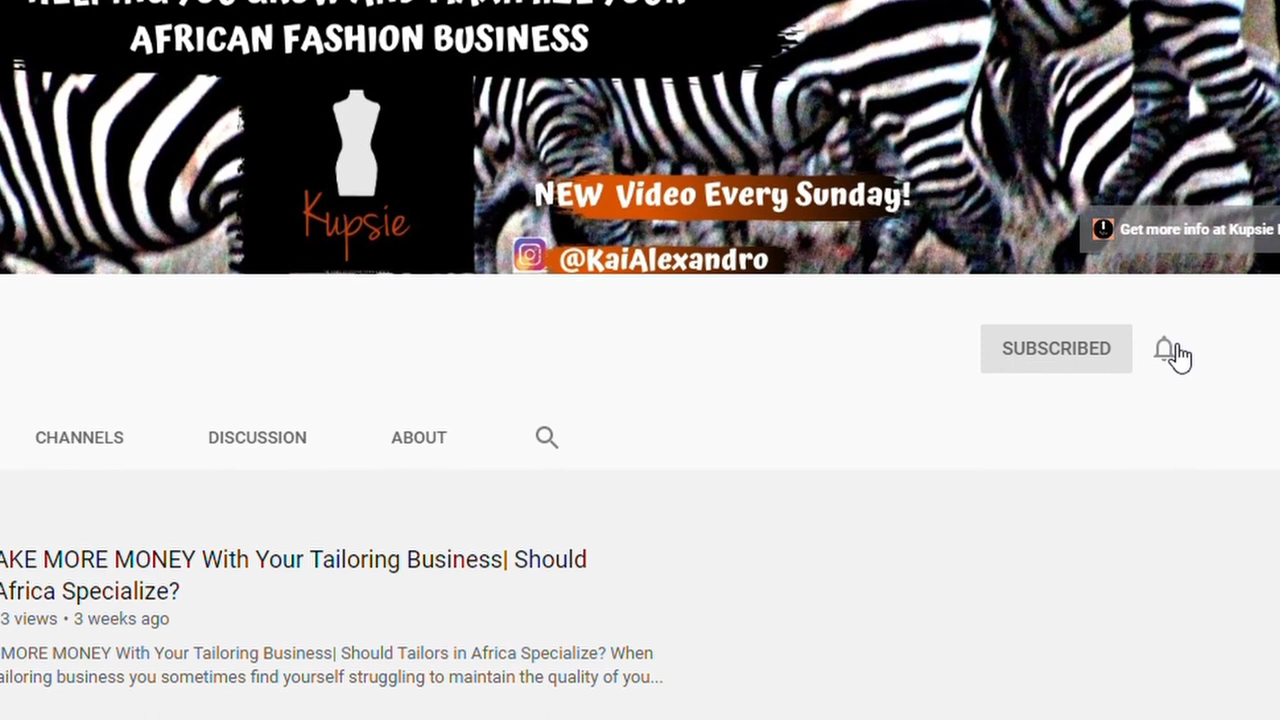 AFRICAN FASHION BUSINESS
Kupsie
NEW Video Every Sunday!
@KaiAlexandro
Get more info at Kupsie
SUBSCRIBED
CHANNELS
DISCUSSION
ABOUT
AKE MORE MONEY With Your Tailoring Business| Should
Africa Specialize?
3 views • 3 weeks ago
MORE MONEY With Your Tailoring Business| Should Tailors in Africa Specialize? When
ailoring business you sometimes find yourself struggling to maintain the quality of you...